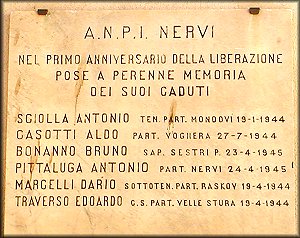 A.N.P.I. NERVI
NEL PRIMO ANNIVERSARIO DELLA LIBERAZIONE
POSE A PERENNE MEMORIA
DEI SUOI CADUTI
SCIOLLA ANTONIO TEN. PART. MONDOVI 19-1-1944
CASOTTI ALDO PART. VOGHERA 27-7-1944
BONANNO BRUNO SAP. SESTRI P. 23-4-1945
PITTALUGA ANTONIO PART. NERVI 24-4-1945
MARCELLI DARIO SOTTOTEN. PART. RASKOV 19-4-1944
TRAVERSO EDOARDO G.S. PART VELLE STURA 19-4-1944